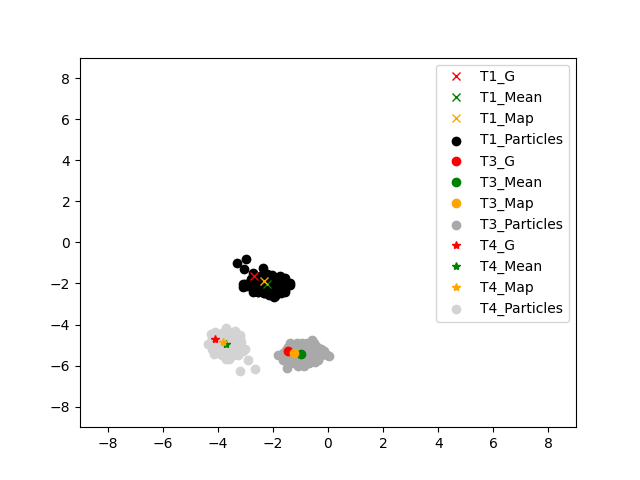 8
6
4
2
0
−2
−4
−6
−8
−8
−6
−4
−2
0
2
4
6
8
T1_G
T1_Mean
T1_Map
T1_Particles
T3_G
T3_Mean
T3_Map
T3_Particles
T4_G
T4_Mean
T4_Map
T4_Particles